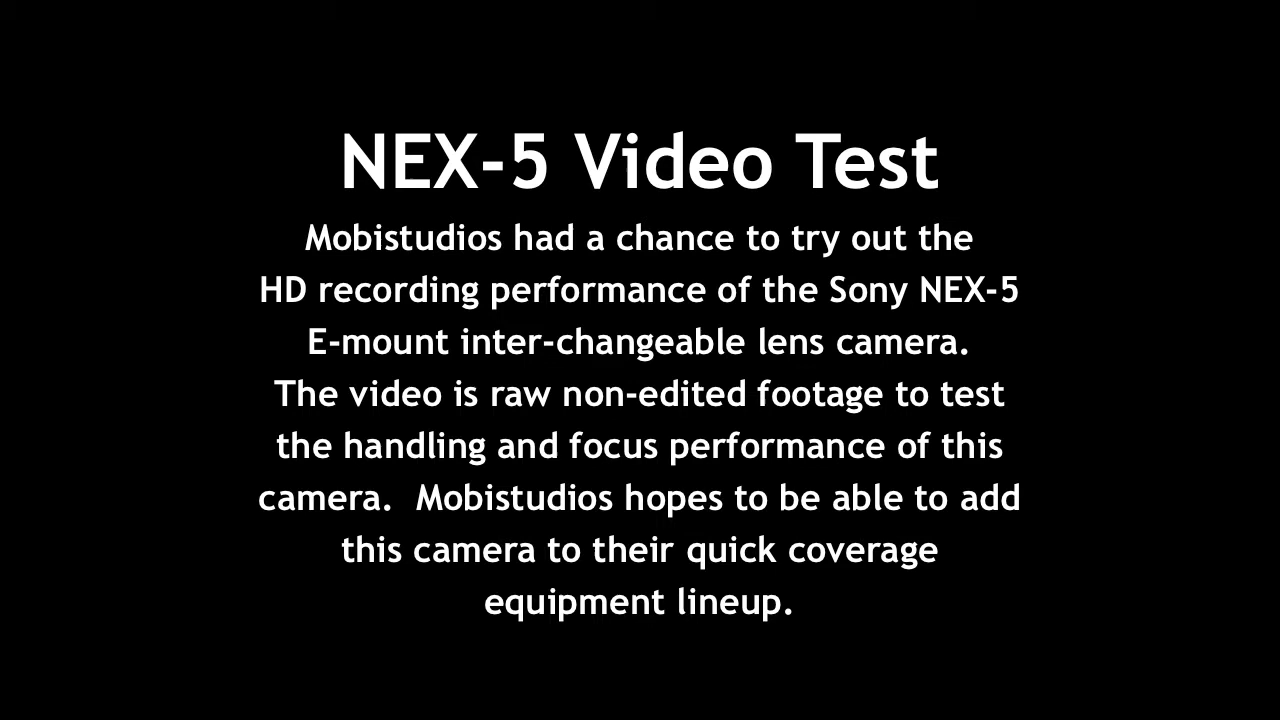 NEX-5 Video Test
Mobistudios had a chance to try out the
HD recording performance of the Sony NEX-5
E-mount inter-changeable lens camera.
The video is raw non-edited footage to test
the handling and focus performance of this
camera.  Mobistudios hopes to be able to add
this camera to their quick coverage
equipment lineup.